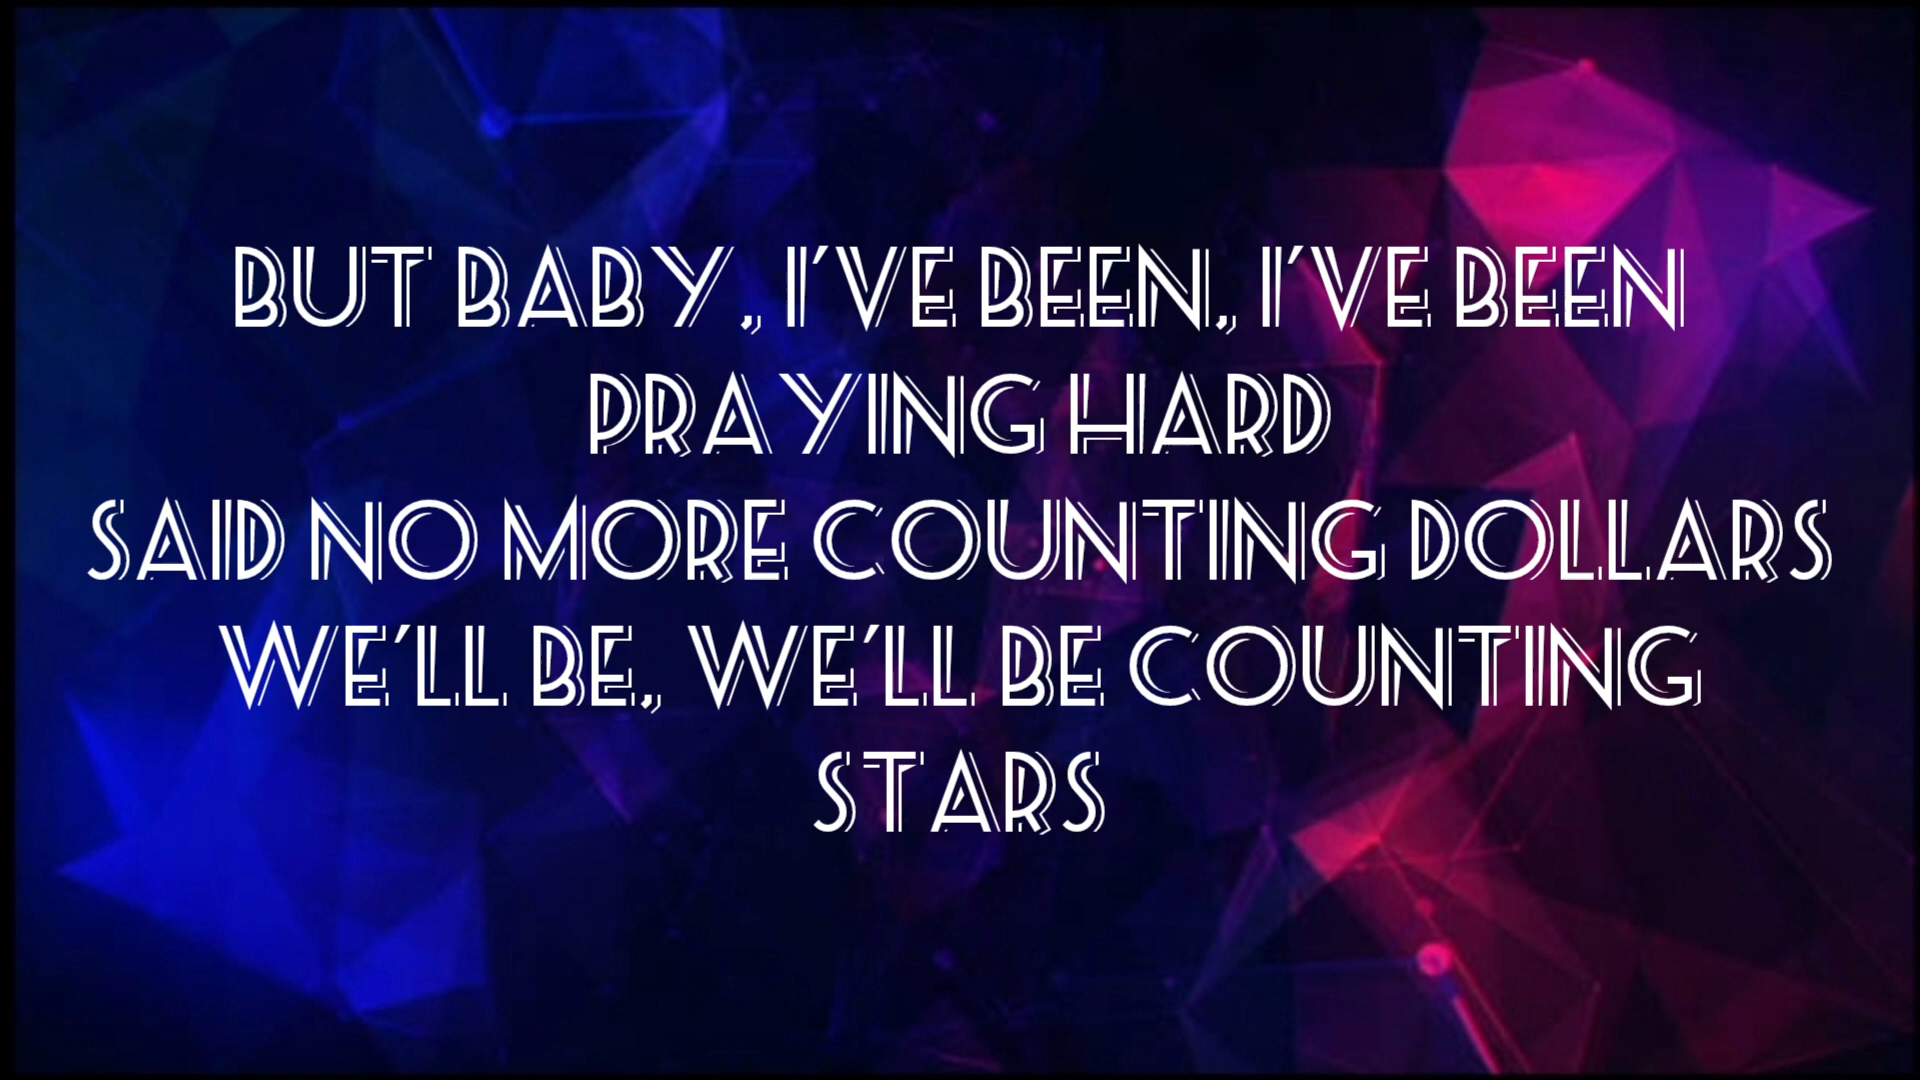 BUT BABY, I'VE BEEN, I'VE BEEN
PRAYING HARD
SAID NO MORE COUNTING DOLLARS
WE'LL BE, WE'LL BE COUNTING
STARS